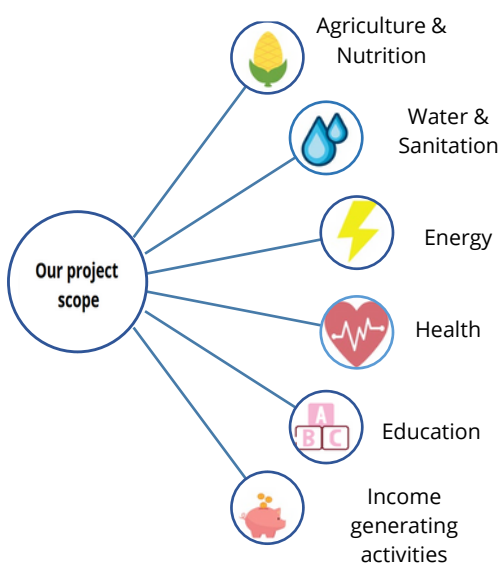 Agriculture &
Nutrition
Water &
Sanitation
Energy
Our project
scope
Health
A
B C
Education
Income
generating
activities